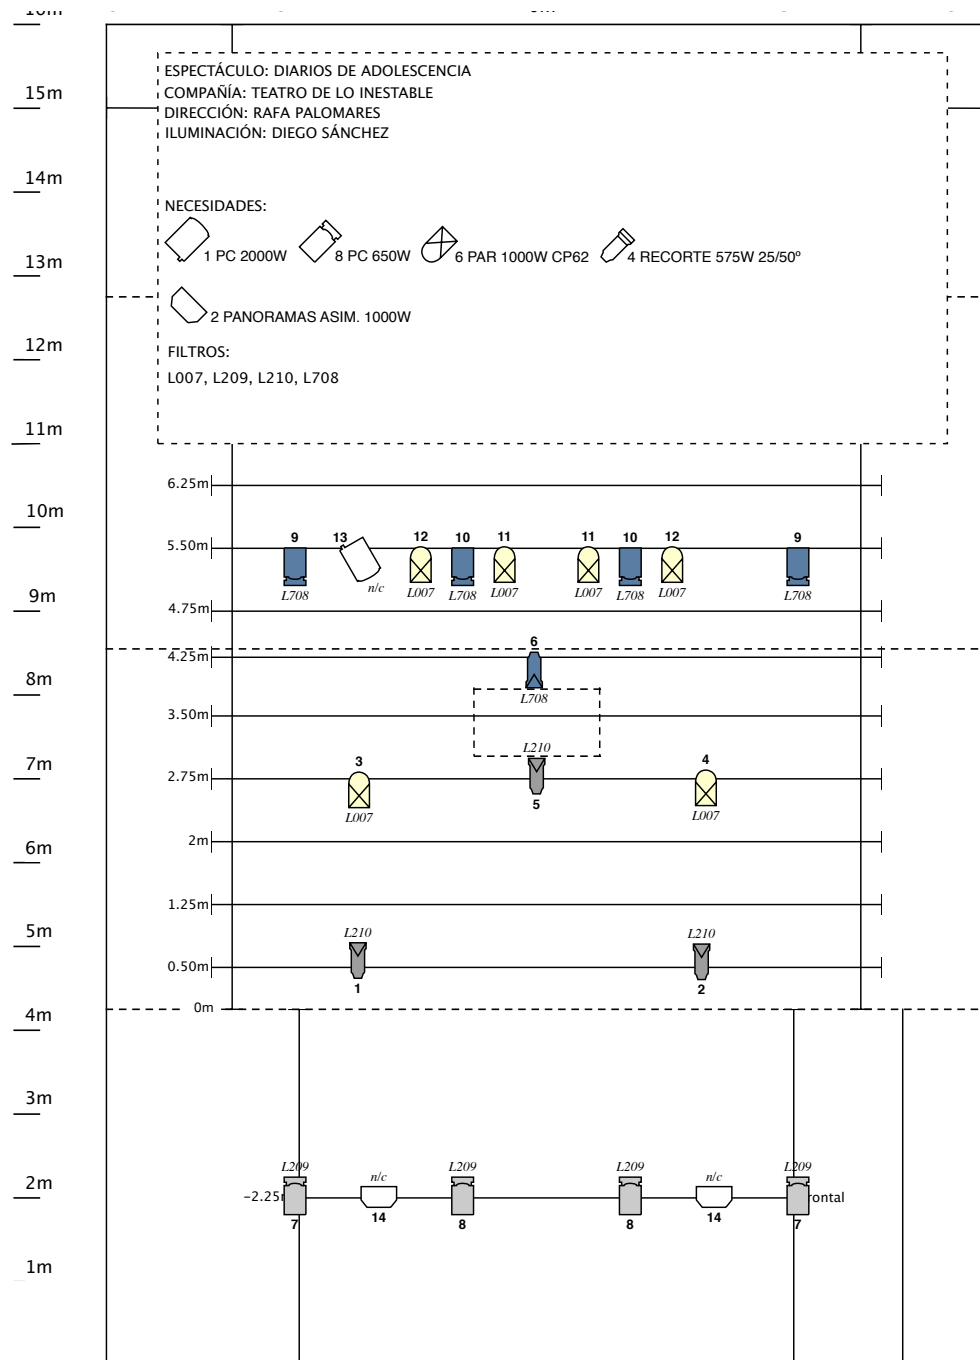 15m
ESPECTÁCULO: DIARIOS DE ADOLESCENCIA
COMPAÑÍA: TEATRO DE LO INESTABLE
DIRECCIÓN: RAFA PALOMARES
ILUMINACIÓN: DIEGO SÁNCHEZ
14m
NECESIDADES:
1 PC 2000W 8 PC 650W 6 PAR 1000W CP62 4 RECORTE 575W 25/50º
13m
2 PANORAMAS ASIM. 1000W
12m
FILTROS:
L007, L209, L210, L708
11m
6.25m
10m
9 13 12 10 11 11 10 12 9
5.50m
n/c
L708 L007 L708 L007 L007 L708 L007 L708
9m
4.75m
6
4.25m
8m
L708
3.50m
L210
7m
3 4
2.75m
5
L007 L007
6m
2m
1.25m
5m
L210 L210
0.50m
1 2
0m
4m
3m
L209 n/c L209 L209 n/c L209
2m
-2.25 rontal
7 14 8 8 14 7
1m